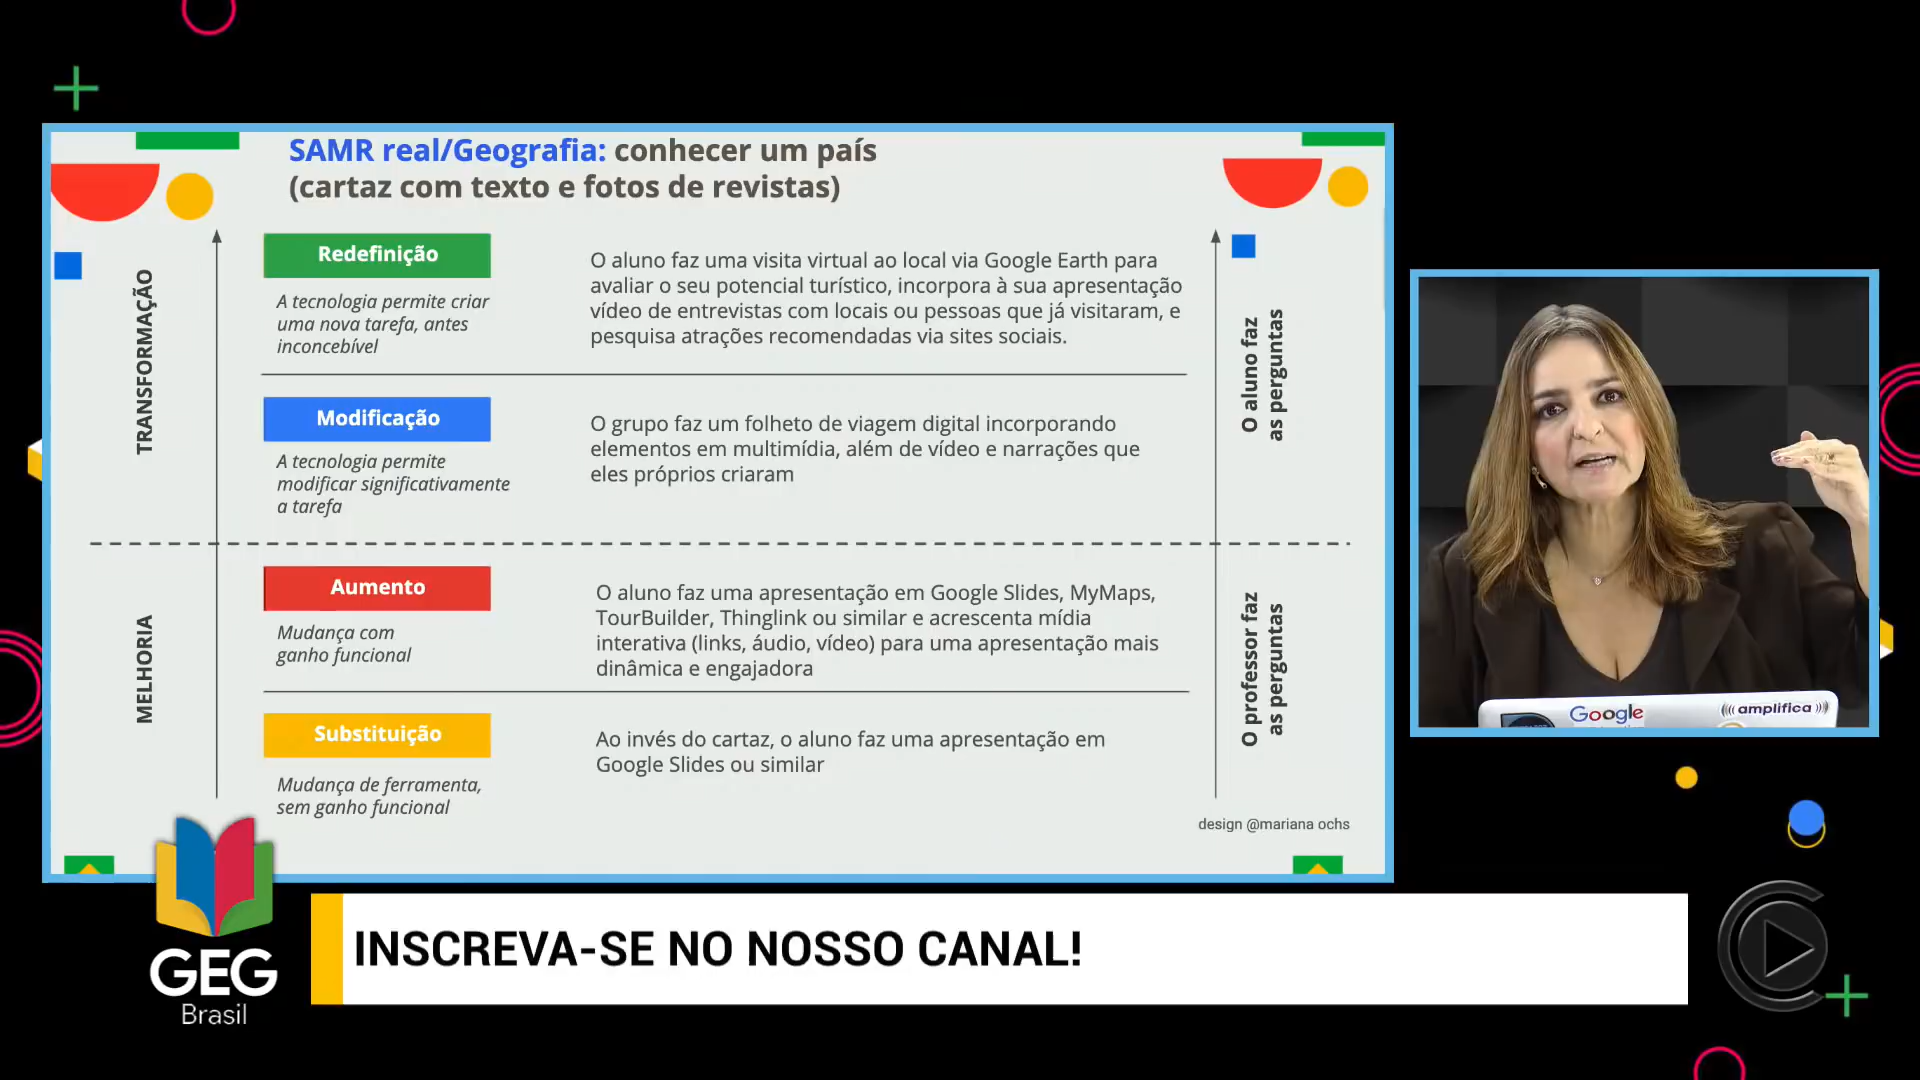 SAMR real/Geografia: conhecer um país
(cartaz com texto e fotos de revistas)
TRANSFORMAÇÃO
Redefinição
A tecnologia permite criar
uma nova tarefa, antes
inconcebível
O aluno faz uma visita virtual ao local via Google Earth para
avaliar o seu potencial turístico, incorpora à sua apresentação
vídeo de entrevistas com locais ou pessoas que já visitaram, e
pesquisa atrações recomendadas via sites sociais.
O aluno faz
as perguntas
Modificação
A tecnologia permite
modificar significativamente
a tarefa
O grupo faz um folheto de viagem digital incorporando
elementos em multimídia, além de vídeo e narrações que
eles próprios criaram
MELHORIA
Aumento
Mudança com
ganho funcional
O aluno faz uma apresentação em Google Slides, MyMaps,
TourBuilder, Thinglink ou similar e acrescenta mídia
interativa (links, áudio, vídeo) para uma apresentação mais
dinâmica e engajadora
O professor faz
as perguntas
Substituição
Mudança de ferramenta,
sem ganho funcional
Ao invés do cartaz, o aluno faz uma apresentação em
Google Slides ou similar
design @mariana ochs
Google
amplifica
GEG
Brasil
INSCREVA-SE NO NOSSO CANAL!